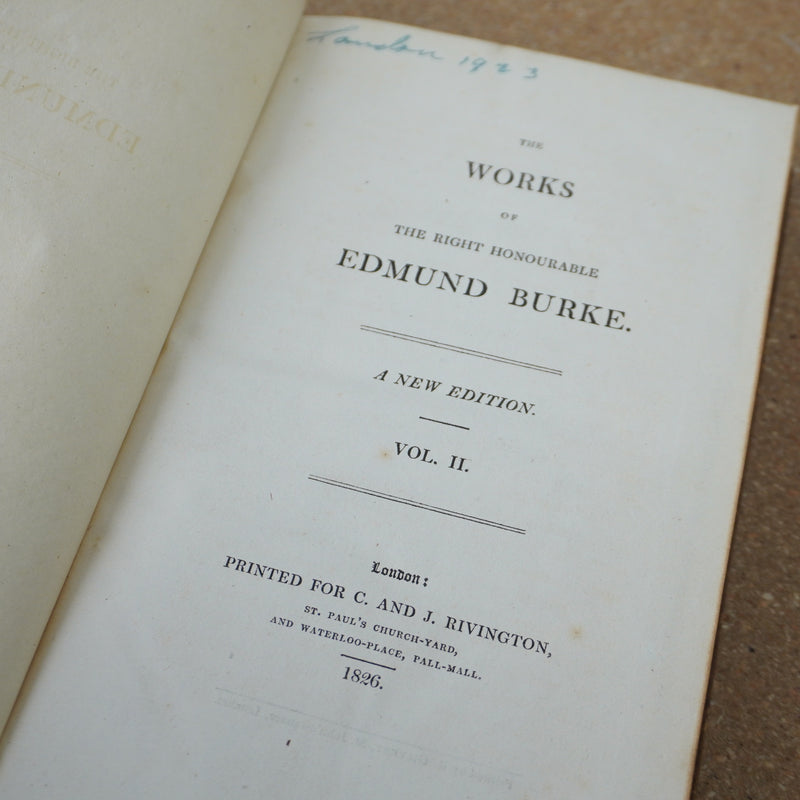 London 1923
THE
WORKS
OF
THE RIGHT HONOURABLE
EDMUND BURKE.
A NEW EDITION.
VOL. II.
London:
PRINTED FOR C. AND J. RIVINGTON,
ST. PAUL'S CHURCH-YARD,
AND WATERLOO-PLACE, PALL-MALL.
1826.